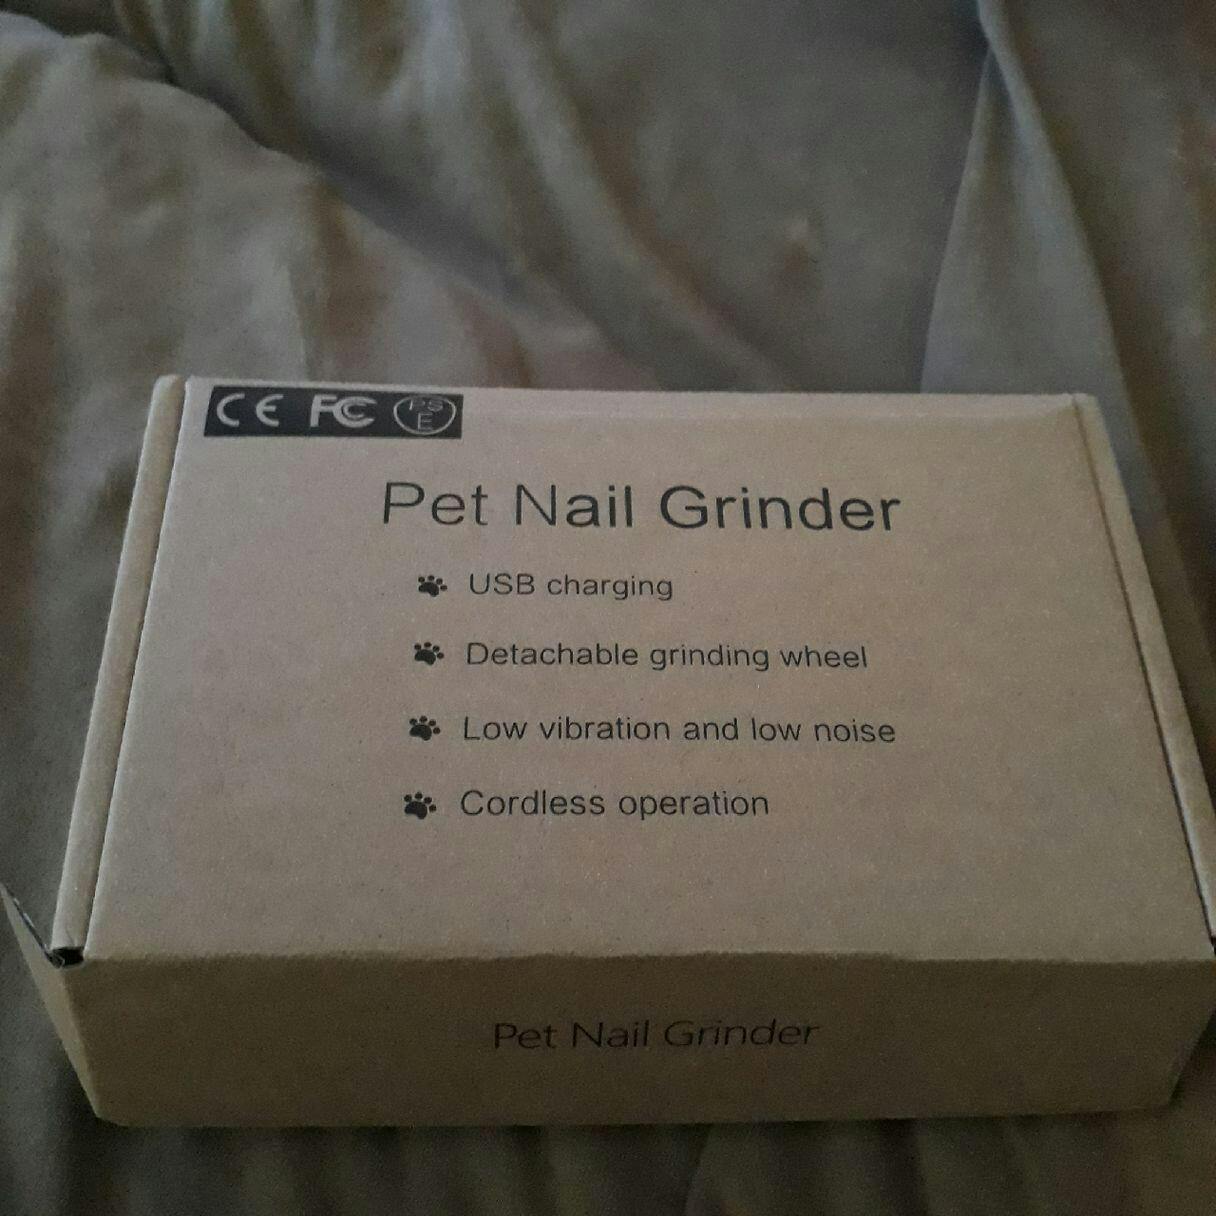 CE FC PSE
Pet Nail Grinder
USB charging
Detachable grinding wheel
Low vibration and low noise
Cordless operation
Pet Nail Grinder